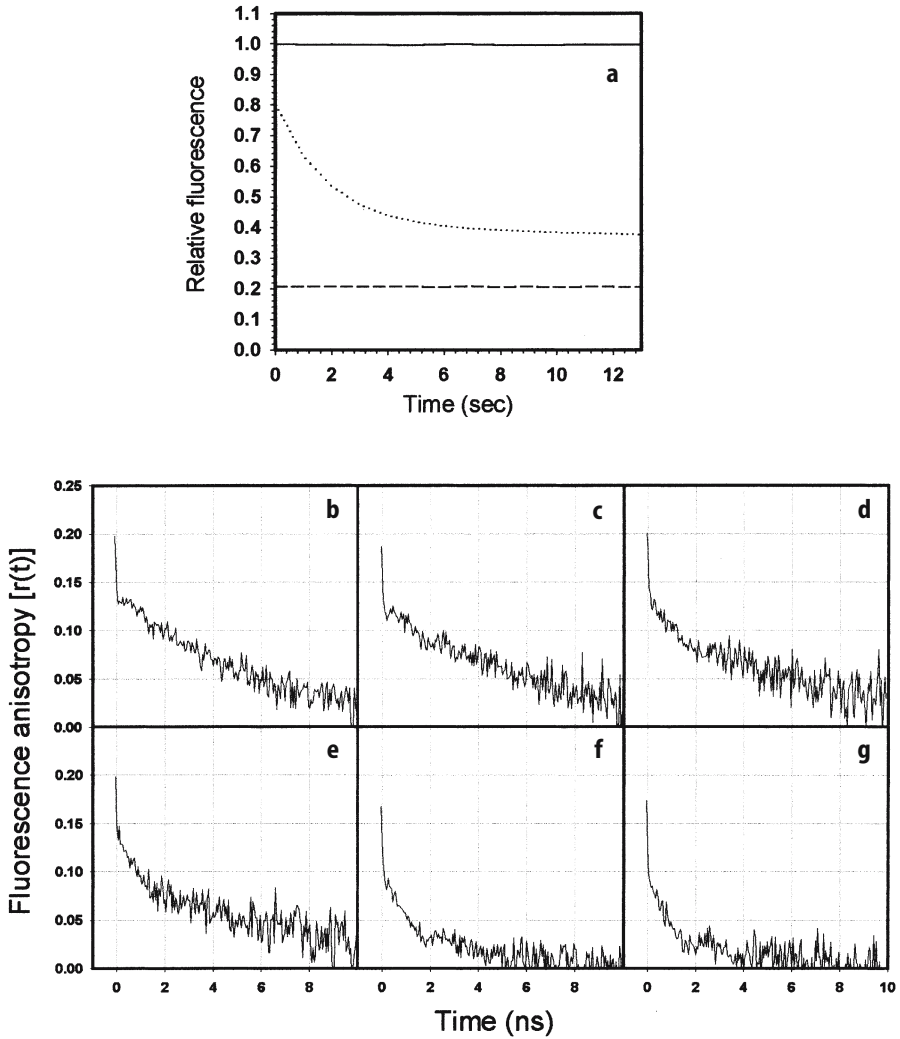 1.1
1.0
0.9
0.8
0.7
0.6
0.5
0.4
0.3
0.2
0.1
0.0
Relative fluorescence
a
0 2 4 6 8 10 12
Time (sec)
0.25
0.20
0.15
0.10
0.05
0.00
b
c
d
Fluorescence anisotropy [r(t)]
0.20
0.15
0.10
0.05
0.00
e
f
g
0 2 4 6 8
0 2 4 6 8
0 2 4 6 8 10
Time (ns)